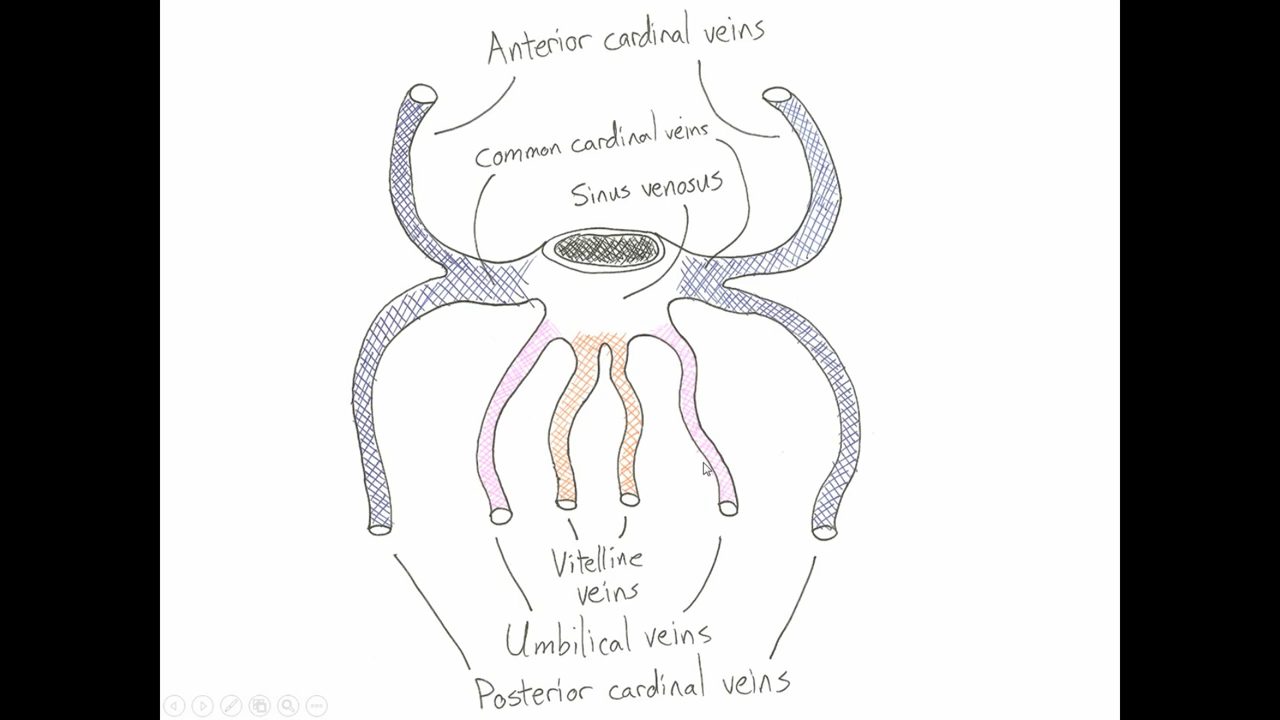 Anterior cardinal veins
Common cardinal veins
Sinus venosus
Vitelline
veins
Umbilical veins
Posterior cardinal veins